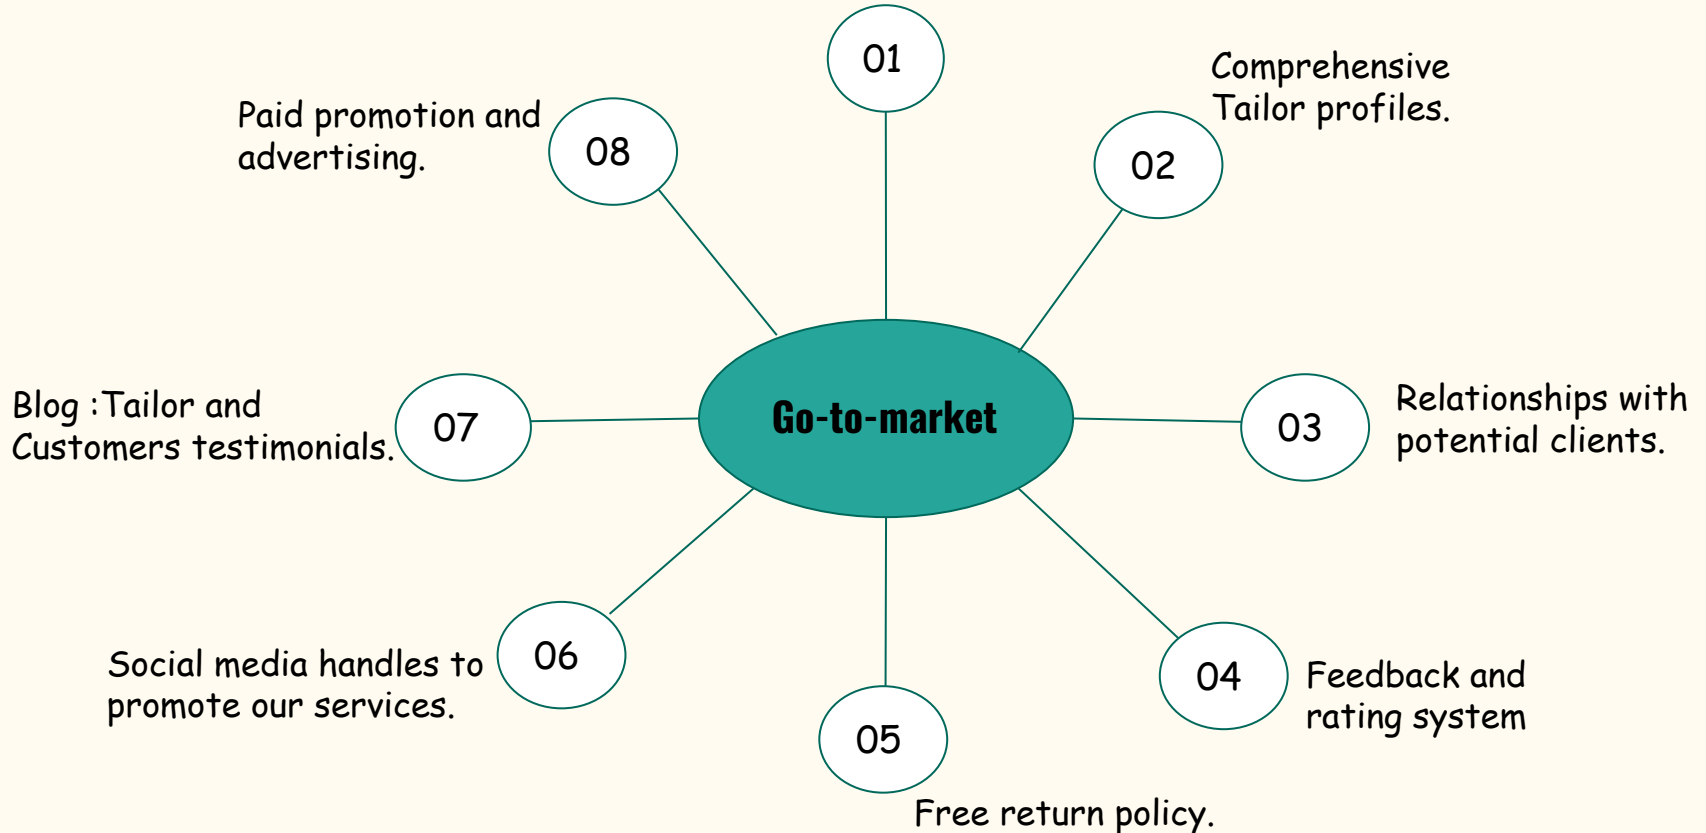 01
Comprehensive
Tailor profiles.
02
Paid promotion and
advertising.
08
Go-to-market
Relationships with
potential clients.
03
Blog :Tailor and
Customers testimonials.
07
04
Feedback and
rating system
Social media handles to
promote our services.
06
05
Free return policy.